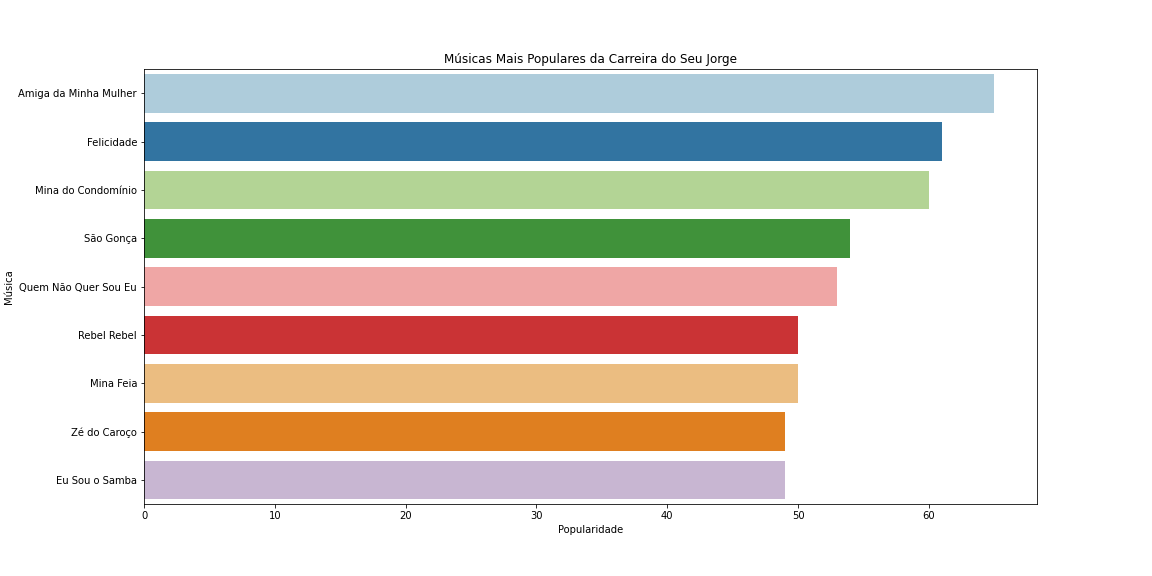 Músicas Mais Populares da Carreira do Seu Jorge
Música
Amiga da Minha Mulher
Felicidade
Mina do Condomínio
São Gonça
Quem Não Quer Sou Eu
Rebel Rebel
Mina Feia
Zé do Caroço
Eu Sou o Samba
0 10 20 30 40 50 60
Popularidade